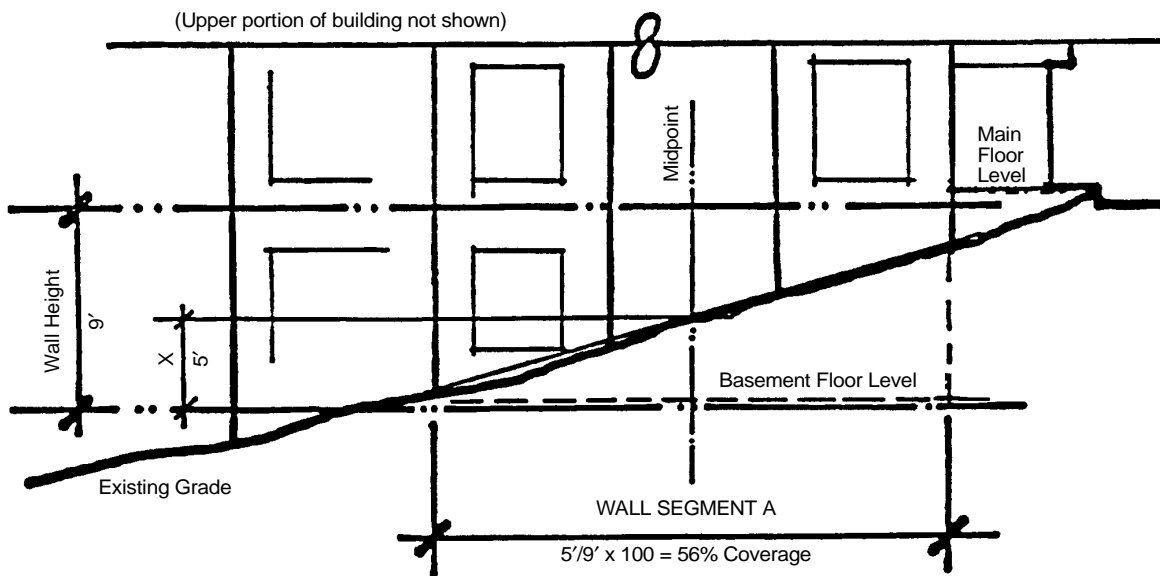 (Upper portion of building not shown)
Midpoint
Main
Floor
Level
Wall Height
9′
X
5′
Basement Floor Level
Existing Grade
WALL SEGMENT A
5′/9′ x 100 = 56% Coverage